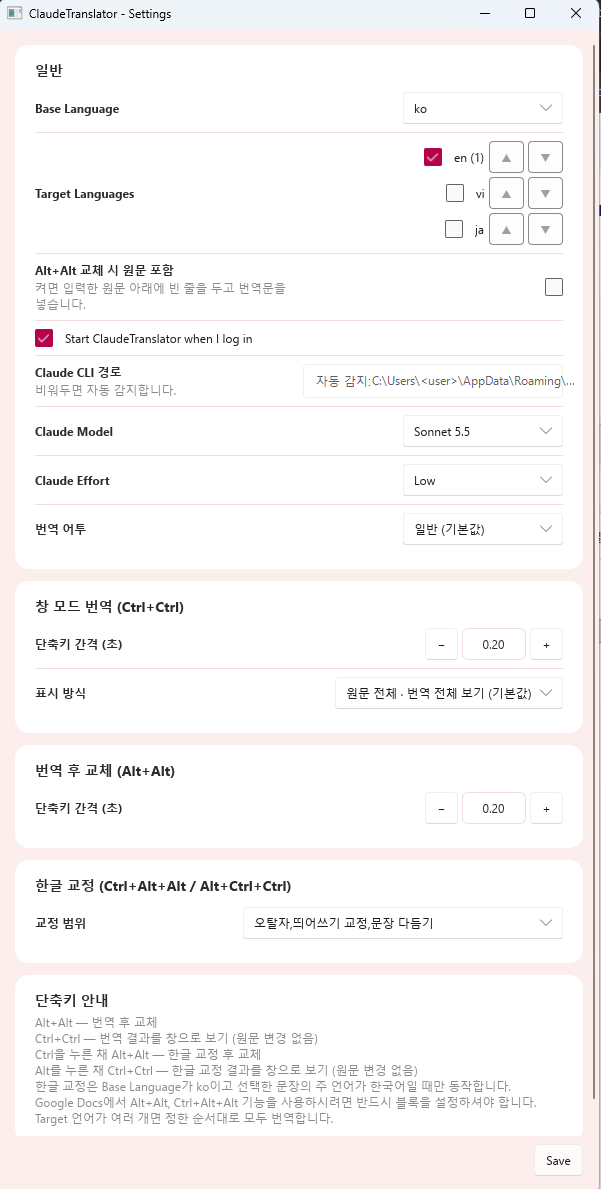 ClaudeTranslator - Settings
일반
Base Language
ko
Target Languages
en (1)
vi
ja
Alt+Alt 교체 시 원문 포함
켜면 입력한 원문 아래에 빈 줄을 두고 번역문을
넣습니다.
Start ClaudeTranslator when I log in
Claude CLI 경로
비워두면 자동 감지합니다.
자동 감지:C:\Users\<user>\AppData\Roaming\...
Claude Model
Sonnet 5.5
Claude Effort
Low
번역 어투
일반 (기본값)
창 모드 번역 (Ctrl+Ctrl)
단축키 간격 (초)
− 0.20 +
표시 방식
원문 전체 · 번역 전체 보기 (기본값)
번역 후 교체 (Alt+Alt)
단축키 간격 (초)
− 0.20 +
한글 교정 (Ctrl+Alt+Alt / Alt+Ctrl+Ctrl)
교정 범위
오탈자,띄어쓰기 교정,문장 다듬기
단축키 안내
Alt+Alt — 번역 후 교체
Ctrl+Ctrl — 번역 결과를 창으로 보기 (원문 변경 없음)
Ctrl을 누른 채 Alt+Alt — 한글 교정 후 교체
Alt를 누른 채 Ctrl+Ctrl — 한글 교정 결과를 창으로 보기 (원문 변경 없음)
한글 교정은 Base Language가 ko이고 선택한 문장의 주 언어가 한국어일 때만 동작합니다.
Google Docs에서 Alt+Alt, Ctrl+Alt+Alt 기능을 사용하시려면 반드시 블록을 설정하셔야 합니다.
Target 언어가 여러 개면 정한 순서대로 모두 번역합니다.
Save